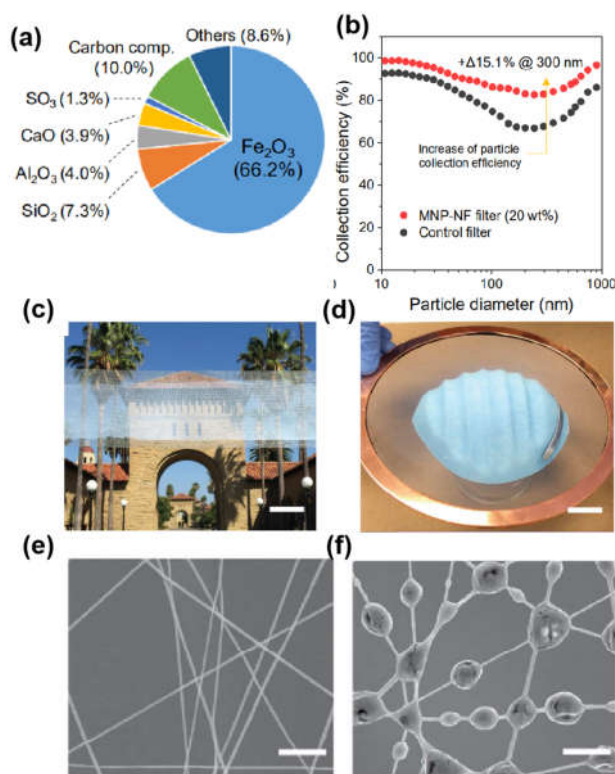 (a)
Others (8.6%)
Carbon comp.
(10.0%)
SO₃ (1.3%)
CaO (3.9%)
Al₂O₃ (4.0%)
SiO₂ (7.3%)
Fe₂O₃
(66.2%)
(b)
100
80
60
40
20
0
Collection efficiency (%)
+Δ15.1% @ 300 nm
Increase of particle
collection efficiency
MNP-NF filter (20 wt%)
Control filter
10
100
1000
Particle diameter (nm)
(c)
(d)
(e)
(f)